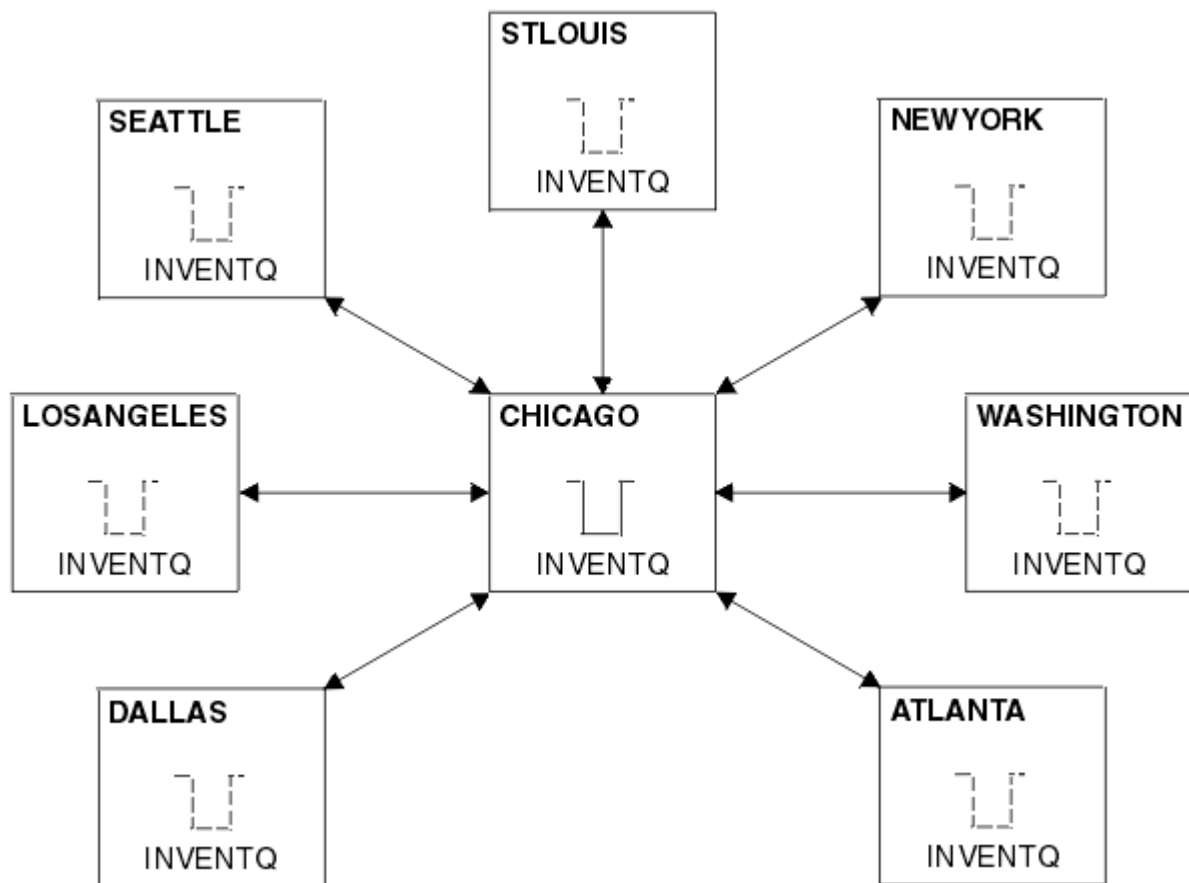 STLOUIS
INVENTQ
SEATTLE
INVENTQ
NEWYORK
INVENTQ
LOSANGELES
INVENTQ
CHICAGO
INVENTQ
WASHINGTON
INVENTQ
DALLAS
INVENTQ
ATLANTA
INVENTQ